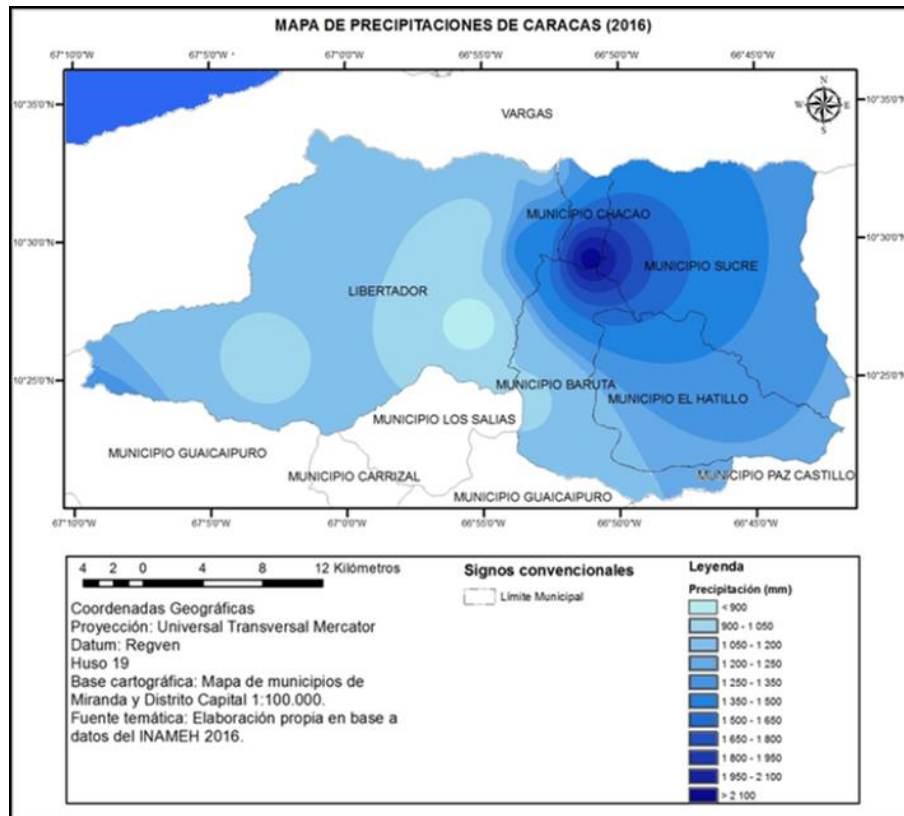 MAPA DE PRECIPITACIONES DE CARACAS (2016)
67°10'0"W 67°5'0"W 67°0'0"W 66°55'0"W 66°50'0"W 66°45'0"W
10°35'0"N 10°35'0"N
N
W E
S
VARGAS
MUNICIPIO CHACAO
10°30'0"N 10°30'0"N
MUNICIPIO SUCRE
LIBERTADOR
10°25'0"N 10°25'0"N
MUNICIPIO BARUTA
MUNICIPIO EL HATILLO
MUNICIPIO LOS SALIAS
MUNICIPIO GUAICAIPURO
MUNICIPIO CARRIZAL
MUNICIPIO PAZ CASTILLO
MUNICIPIO GUAICAIPURO
67°10'0"W 67°5'0"W 67°0'0"W 66°55'0"W 66°50'0"W 66°45'0"W
4 2 0 4 8 12 Kilómetros
Coordenadas Geográficas
Proyección: Universal Transversal Mercator
Datum: Regven
Huso 19
Base cartográfica: Mapa de municipios de
Miranda y Distrito Capital 1:100.000.
Fuente temática: Elaboración propia en base a
datos del INAMEH 2016.
Signos convencionales
Límite Municipal
Leyenda
Precipitación (mm)
< 900
900 - 1 050
1 050 - 1 200
1 200 - 1 250
1 250 - 1 350
1 350 - 1 500
1 500 - 1 650
1 650 - 1 800
1 800 - 1 950
1 950 - 2 100
> 2 100